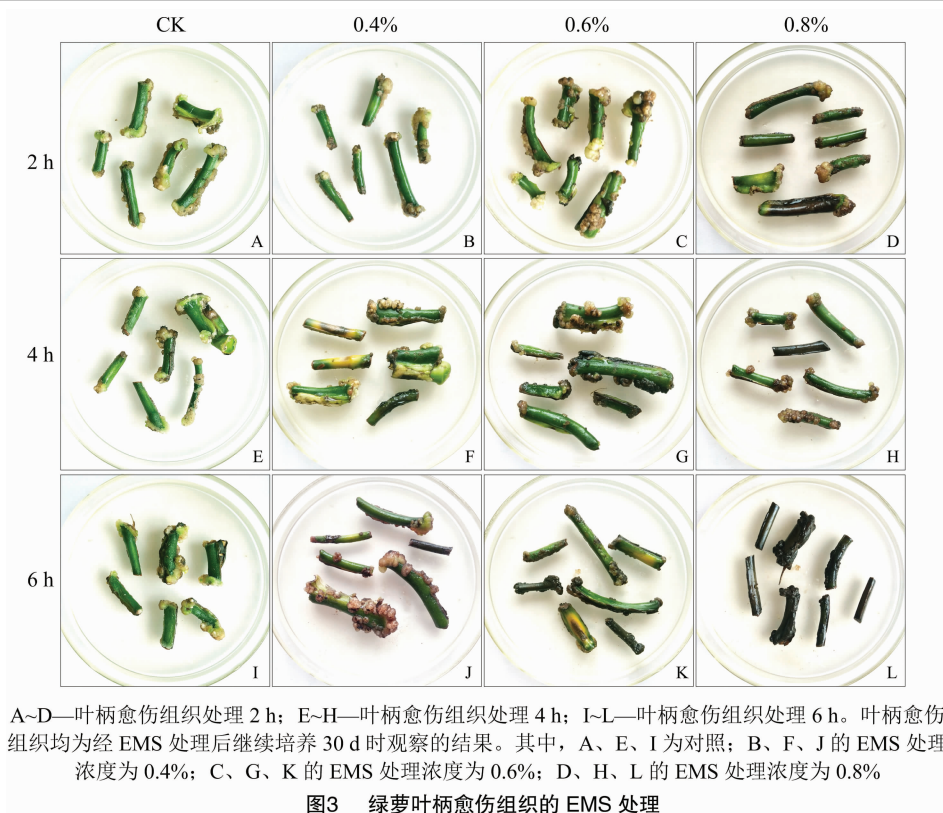 CK 0.4% 0.6% 0.8%
2 h
A B C D
4 h
E F G H
6 h
I J K L
A~D—叶柄愈伤组织处理 2 h；E~H—叶柄愈伤组织处理 4 h；I~L—叶柄愈伤组织处理 6 h。叶柄愈伤
组织均为经 EMS 处理后继续培养 30 d 时观察的结果。其中，A、E、I 为对照；B、F、J 的 EMS 处理
浓度为 0.4%；C、G、K 的 EMS 处理浓度为 0.6%；D、H、L 的 EMS 处理浓度为 0.8%
图3 绿萝叶柄愈伤组织的 EMS 处理